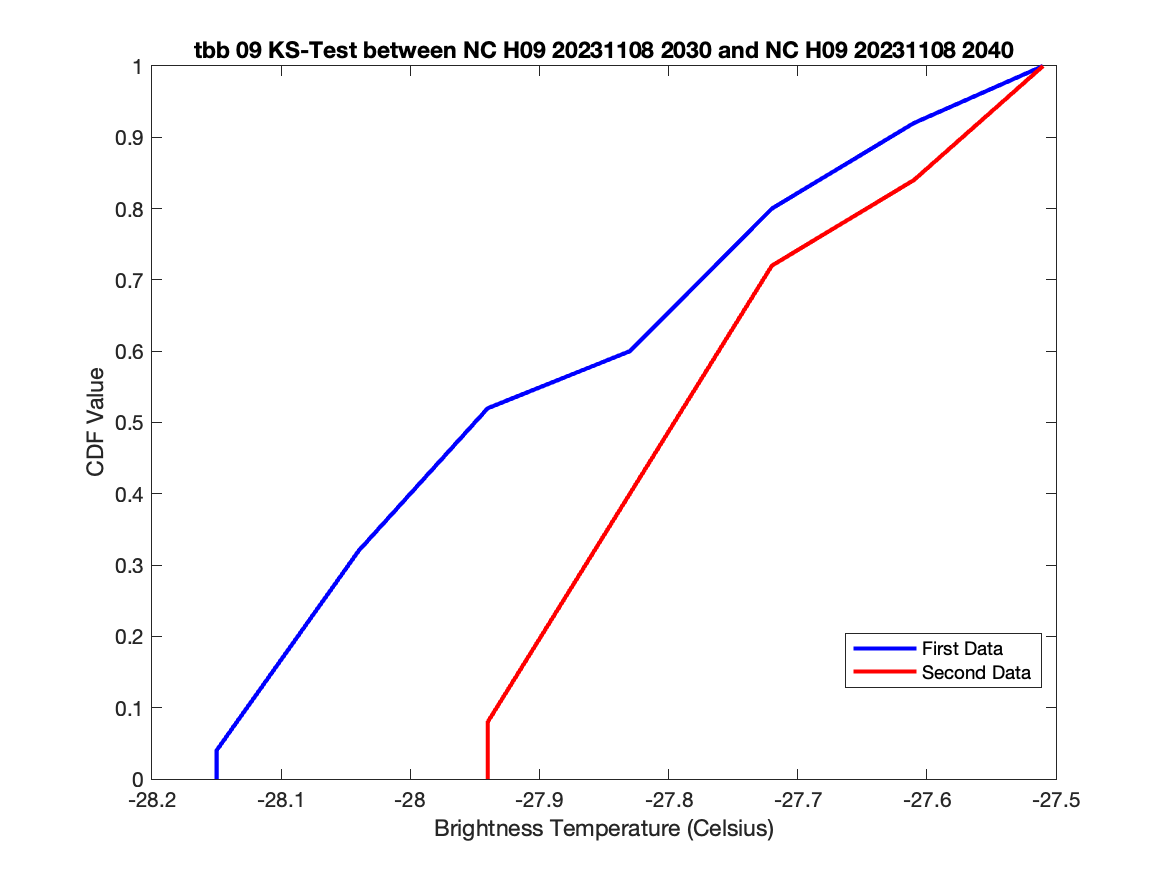 tbb 09 KS-Test between NC H09 20231108 2030 and NC H09 20231108 2040
1
0.9
0.8
0.7
0.6
0.5
0.4
0.3
0.2
0.1
0
CDF Value
First Data
Second Data
-28.2 -28.1 -28 -27.9 -27.8 -27.7 -27.6 -27.5
Brightness Temperature (Celsius)